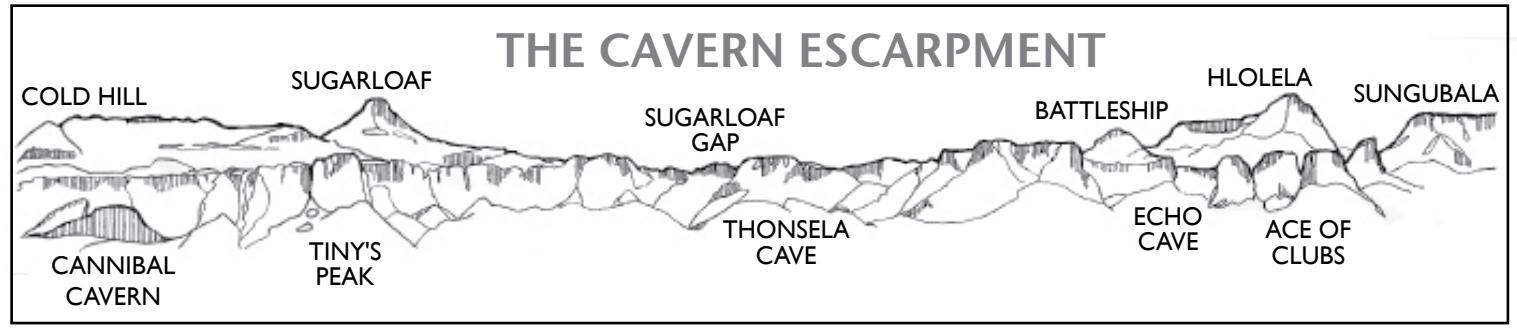 THE CAVERN ESCARPMENT
COLD HILL
SUGARLOAF
SUGARLOAF
GAP
BATTLESHIP
HLOLELA
SUNGUBALA
CANNIBAL
CAVERN
TINY'S
PEAK
THONSELA
CAVE
ECHO
CAVE
ACE OF
CLUBS